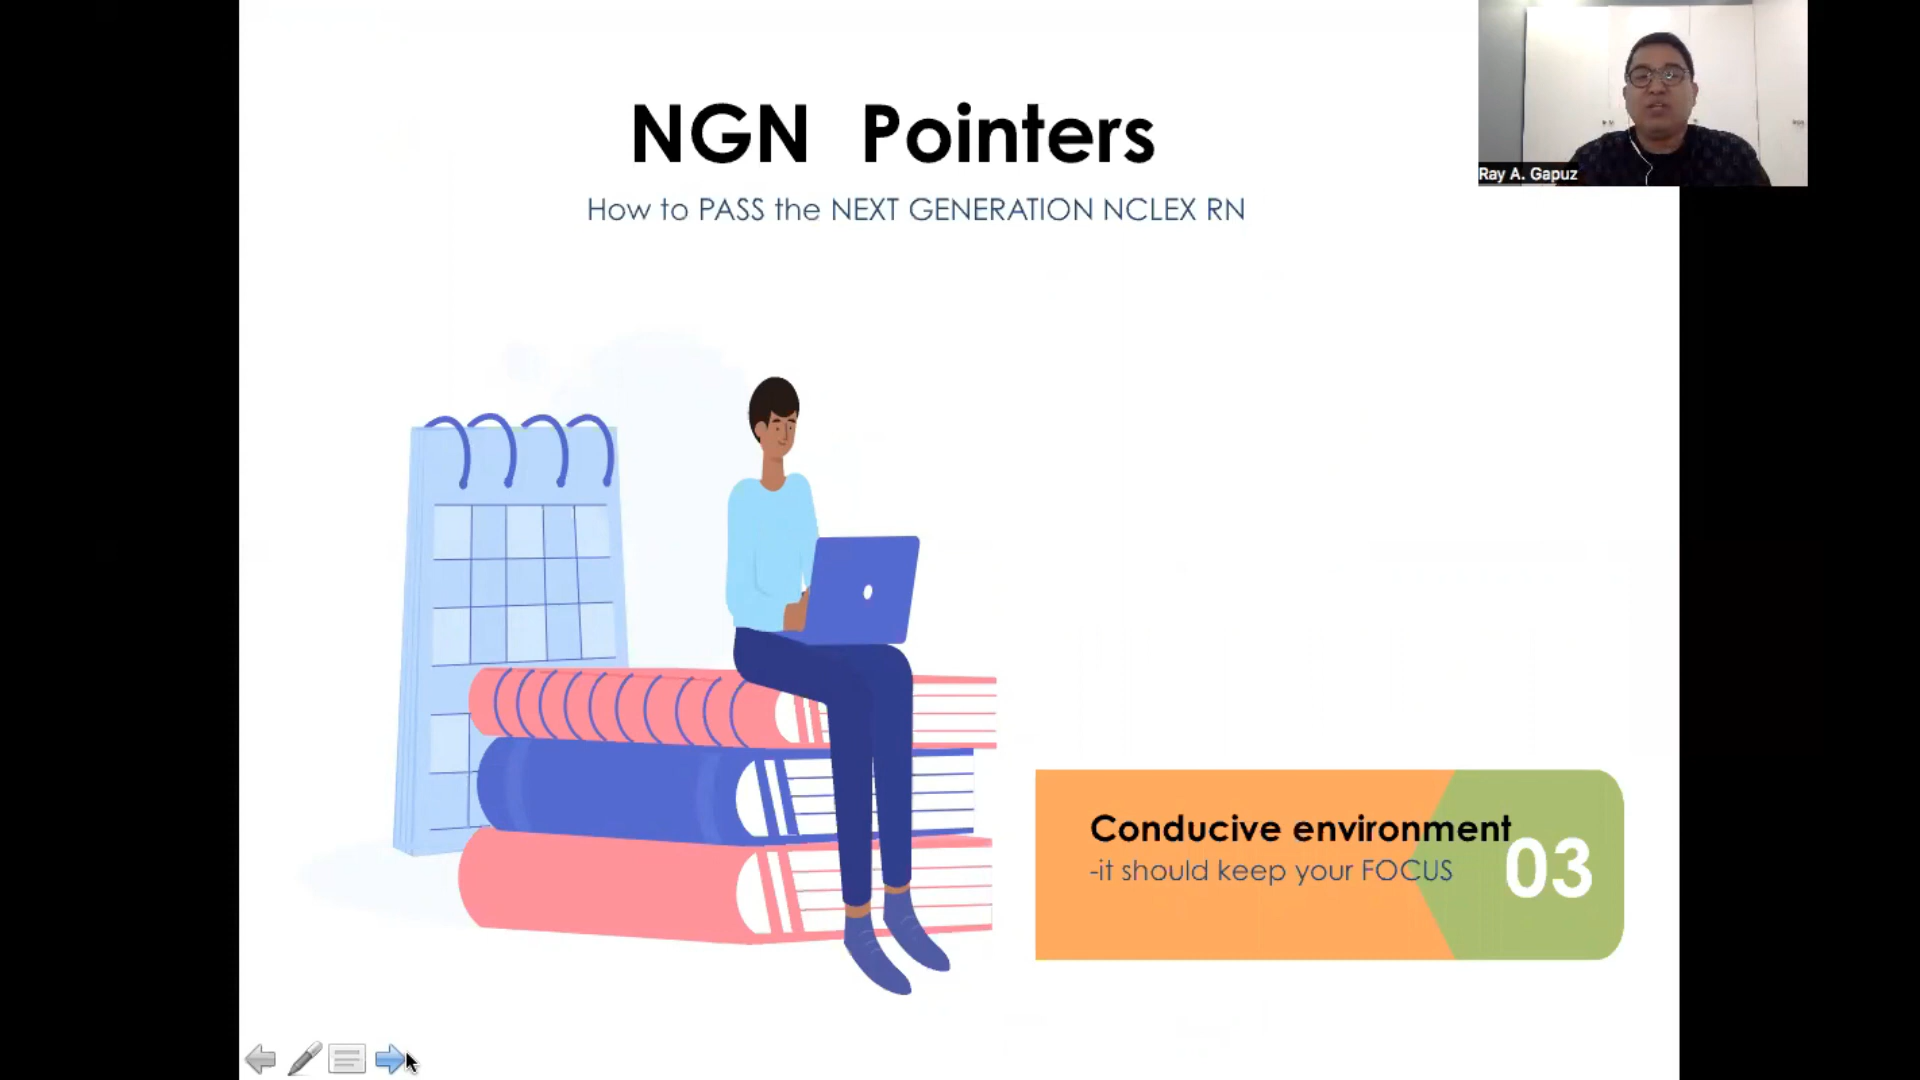 NGN Pointers
How to PASS the NEXT GENERATION NCLEX RN
Ray A. Gapuz
Conducive environment
-it should keep your FOCUS
03